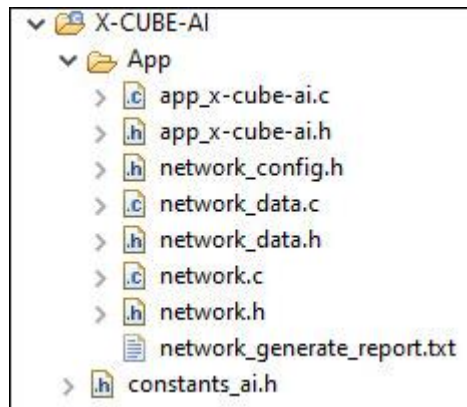 X-CUBE-AI
App
app_x-cube-ai.c
app_x-cube-ai.h
network_config.h
network_data.c
network_data.h
network.c
network.h
network_generate_report.txt
constants_ai.h